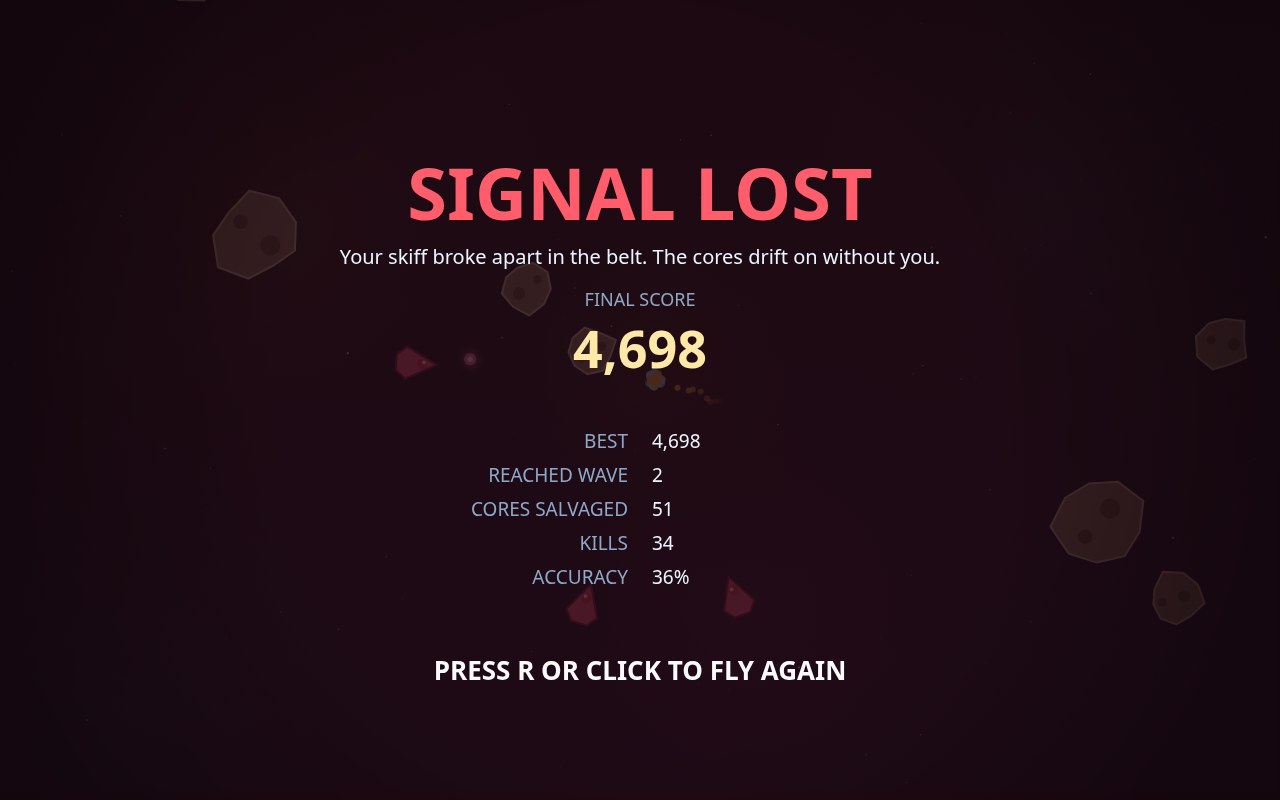 SIGNAL LOST
Your skiff broke apart in the belt. The cores drift on without you.
FINAL SCORE
4,698
BEST 4,698
REACHED WAVE 2
CORES SALVAGED 51
KILLS 34
ACCURACY 36%
PRESS R OR CLICK TO FLY AGAIN